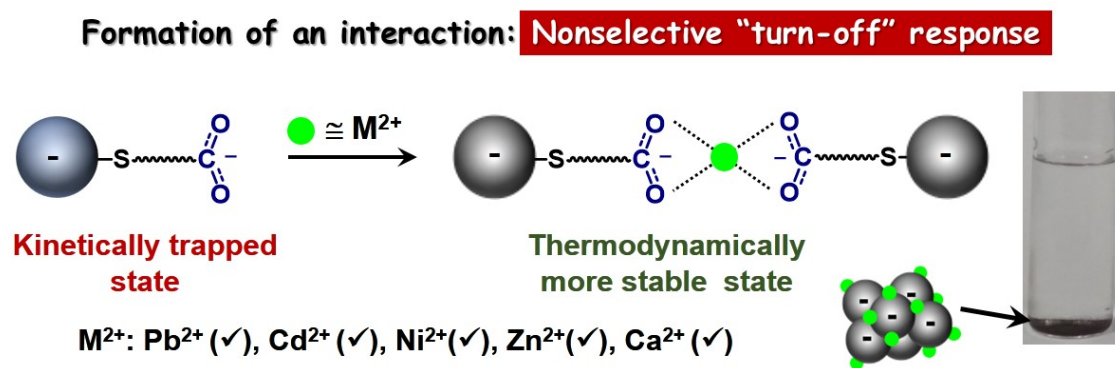 Formation of an interaction: Nonselective “turn-off” response
≅ M²⁺
- S C O O −
− C O O S -
Kinetically trapped
state
Thermodynamically
more stable state
- - - - -
M²⁺: Pb²⁺ (✓), Cd²⁺ (✓), Ni²⁺(✓), Zn²⁺(✓), Ca²⁺ (✓)